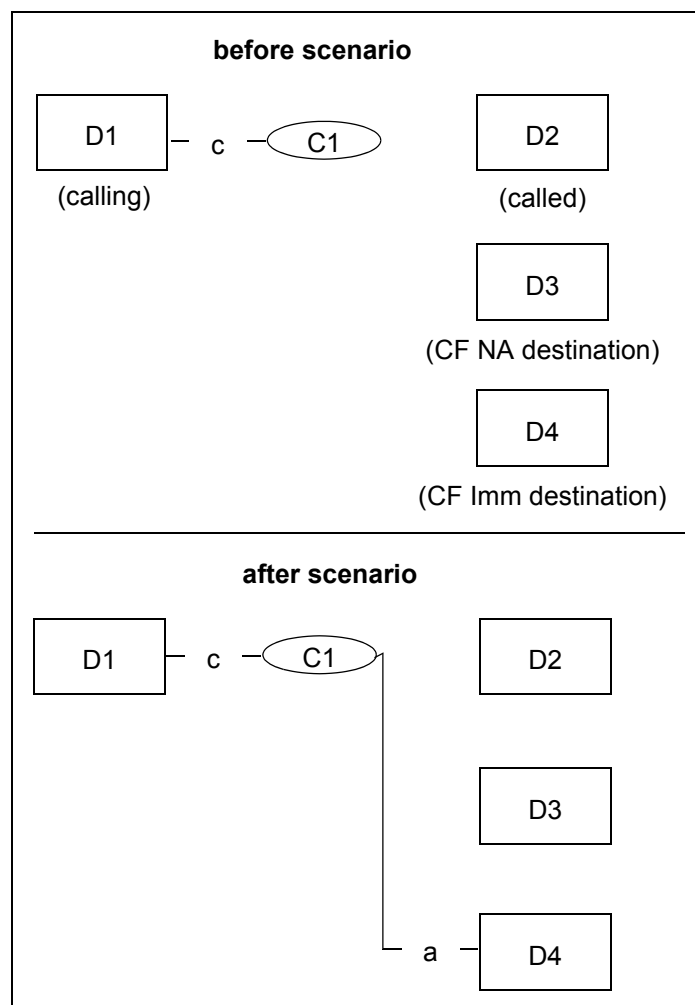 before scenario
D1 c C1 D2
(calling) (called)
D3
(CF NA destination)
D4
(CF Imm destination)
after scenario
D1 c C1 D2
D3
a D4